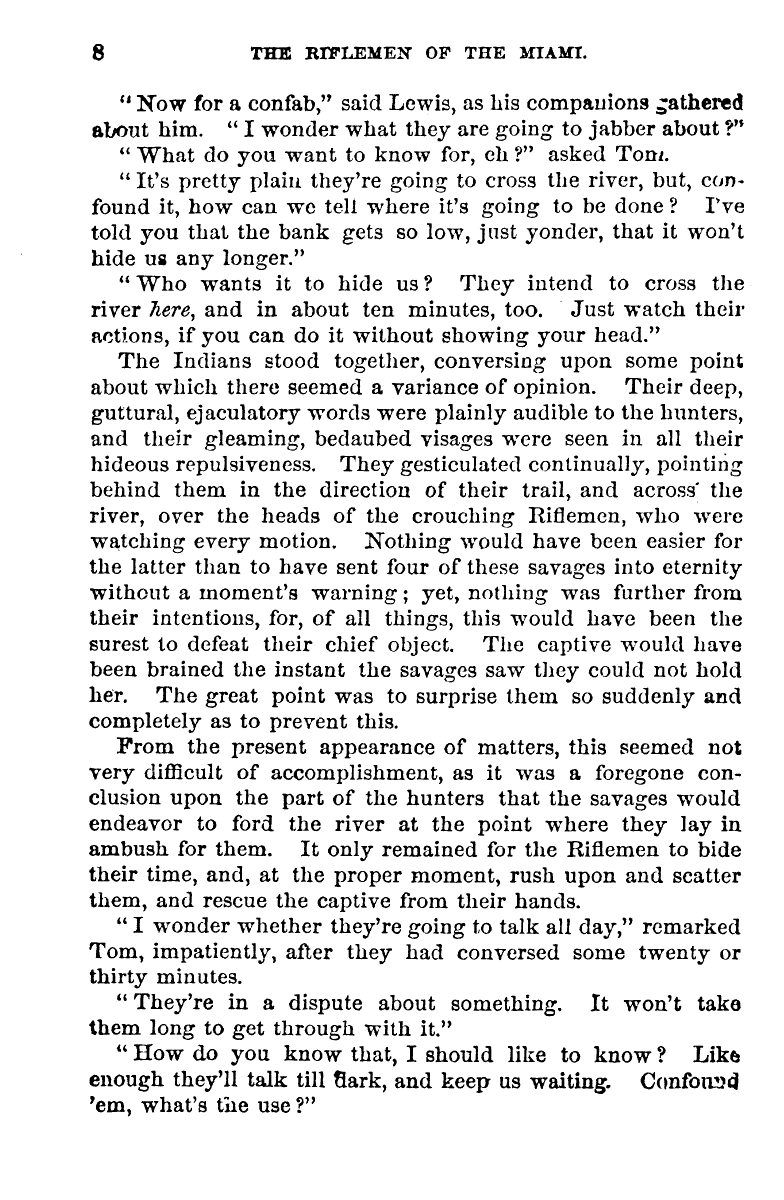 8 THE RIFLEMEN OF THE MIAMI.
“Now for a confab,” said Lewis, as his companions gathered
about him. “I wonder what they are going to jabber about?”
“What do you want to know for, eh?” asked Tom.
“It’s pretty plain they’re going to cross the river, but, con-
found it, how can we tell where it’s going to be done? I’ve
told you that the bank gets so low, just yonder, that it won’t
hide us any longer.”
“Who wants it to hide us? They intend to cross the
river here, and in about ten minutes, too. Just watch their
actions, if you can do it without showing your head.”
The Indians stood together, conversing upon some point
about which there seemed a variance of opinion. Their deep,
guttural, ejaculatory words were plainly audible to the hunters,
and their gleaming, bedaubed visages were seen in all their
hideous repulsiveness. They gesticulated continually, pointing
behind them in the direction of their trail, and across the
river, over the heads of the crouching Riflemen, who were
watching every motion. Nothing would have been easier for
the latter than to have sent four of these savages into eternity
without a moment’s warning; yet, nothing was further from
their intentions, for, of all things, this would have been the
surest to defeat their chief object. The captive would have
been brained the instant the savages saw they could not hold
her. The great point was to surprise them so suddenly and
completely as to prevent this.
From the present appearance of matters, this seemed not
very difficult of accomplishment, as it was a foregone con-
clusion upon the part of the hunters that the savages would
endeavor to ford the river at the point where they lay in
ambush for them. It only remained for the Riflemen to bide
their time, and, at the proper moment, rush upon and scatter
them, and rescue the captive from their hands.
“I wonder whether they’re going to talk all day,” remarked
Tom, impatiently, after they had conversed some twenty or
thirty minutes.
“They’re in a dispute about something. It won’t take
them long to get through with it.”
“How do you know that, I should like to know? Like
enough they’ll talk till dark, and keep us waiting. Confound
’em, what’s the use?”